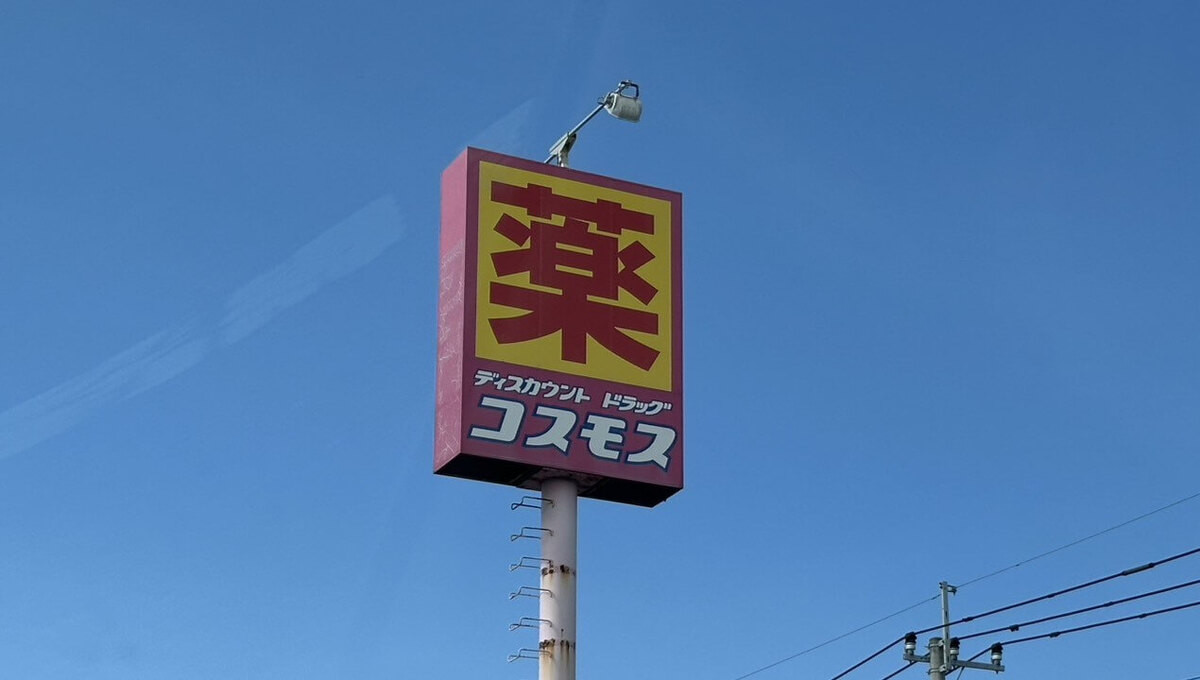 薬
ディスカウント ドラッグ
コスモス